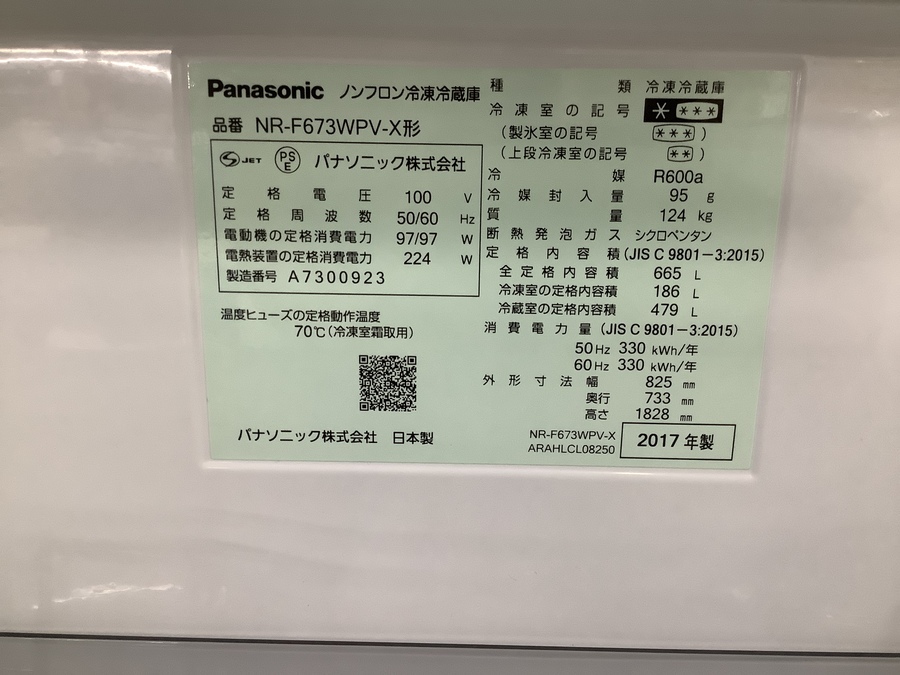 Panasonic ノンフロン冷凍冷蔵庫
品番 NR-F673WPV-X形
S JET PS E パナソニック株式会社
定格電圧 100 V
定格周波数 50/60 Hz
電動機の定格消費電力 97/97 W
電熱装置の定格消費電力 224 W
製造番号 A7300923
温度ヒューズの定格動作温度
70℃(冷凍室霜取用)
パナソニック株式会社 日本製
種類 冷凍冷蔵庫
冷凍室の記号 * ***
(製氷室の記号 ***)
(上段冷凍室の記号 **)
冷媒 R600a
冷媒封入量 95 g
質量 124 kg
断熱発泡ガス シクロペンタン
定格内容積(JIS C 9801-3:2015)
全定格内容積 665 L
冷凍室の定格内容積 186 L
冷蔵室の定格内容積 479 L
消費電力量(JIS C 9801-3:2015)
50Hz 330 kWh/年
60Hz 330 kWh/年
外形寸法 幅 825 mm
奥行 733 mm
高さ 1828 mm
NR-F673WPV-X
ARAHLCL08250
2017年製